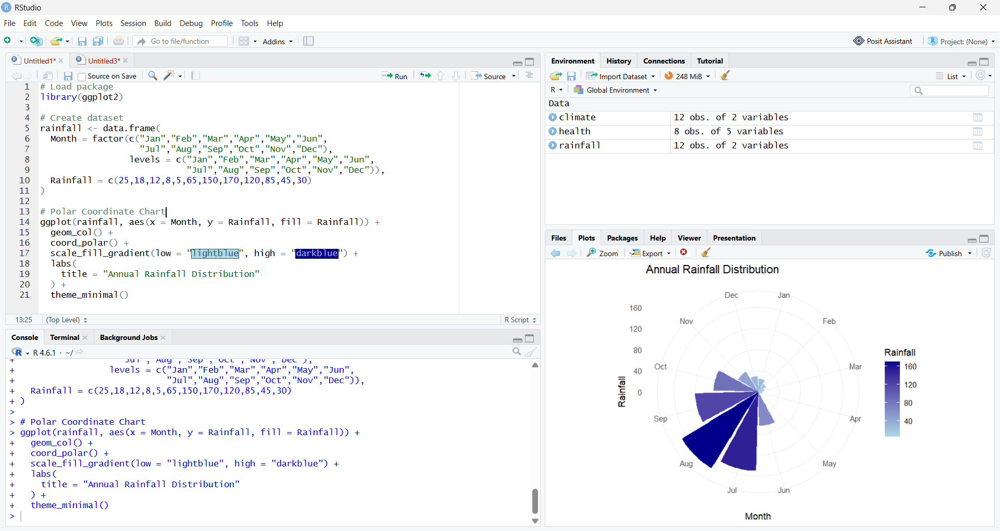 RStudio
File Edit Code View Plots Session Build Debug Profile Tools Help
Go to file/function Addins Posit Assistant Project: (None)
Untitled1* Untitled3*
Source on Save Run Source
1 # Load package
2 library(ggplot2)
3
4 # Create dataset
5 rainfall <- data.frame(
6   Month = factor(c("Jan","Feb","Mar","Apr","May","Jun",
7                    "Jul","Aug","Sep","Oct","Nov","Dec"),
8                  levels = c("Jan","Feb","Mar","Apr","May","Jun",
9                             "Jul","Aug","Sep","Oct","Nov","Dec")),
10   Rainfall = c(25,18,12,8,5,65,150,170,120,85,45,30)
11 )
12
13 # Polar Coordinate Chart
14 ggplot(rainfall, aes(x = Month, y = Rainfall, fill = Rainfall)) +
15   geom_col() +
16   coord_polar() +
17   scale_fill_gradient(low = "lightblue", high = "darkblue") +
18   labs(
19     title = "Annual Rainfall Distribution"
20   ) +
21   theme_minimal()
13:25 (Top Level) R Script
Console Terminal Background Jobs
R 4.6.1 · ~/
+                    "Jul","Aug","Sep","Oct","Nov","Dec"),
+                  levels = c("Jan","Feb","Mar","Apr","May","Jun",
+                             "Jul","Aug","Sep","Oct","Nov","Dec")),
+   Rainfall = c(25,18,12,8,5,65,150,170,120,85,45,30)
+ )
>
> # Polar Coordinate Chart
> ggplot(rainfall, aes(x = Month, y = Rainfall, fill = Rainfall)) +
+   geom_col() +
+   coord_polar() +
+   scale_fill_gradient(low = "lightblue", high = "darkblue") +
+   labs(
+     title = "Annual Rainfall Distribution"
+   ) +
+   theme_minimal()
>
Environment History Connections Tutorial
Import Dataset 248 MiB List
R Global Environment
Data
climate 12 obs. of 2 variables
health 8 obs. of 5 variables
rainfall 12 obs. of 2 variables
Files Plots Packages Help Viewer Presentation
Zoom Export Publish
Annual Rainfall Distribution
Dec Jan
160
Nov Feb
120
80
Oct Mar
40
0
Rainfall
Sep Apr
Aug May
Jul Jun
Month
Rainfall
160
120
80
40